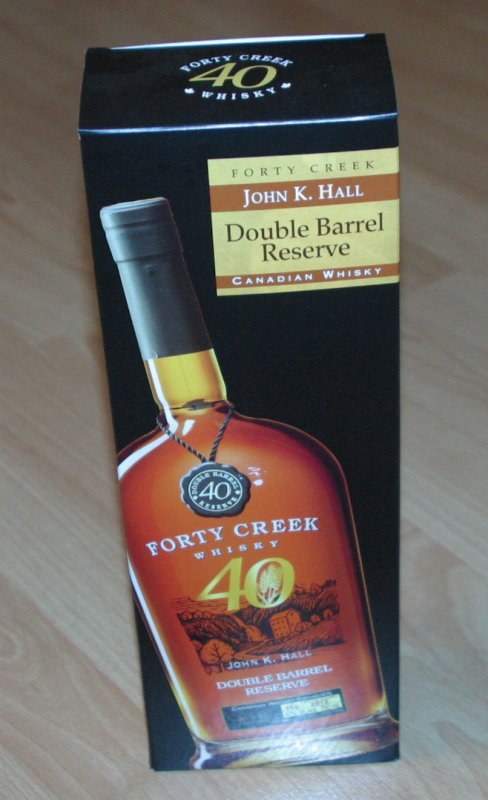 FORTY CREEK
40
WHISKY
FORTY CREEK
JOHN K. HALL
Double Barrel
Reserve
CANADIAN WHISKY
DOUBLE BARREL
40
RESERVE
FORTY CREEK
WHISKY
40
JOHN K. HALL
DOUBLE BARREL
RESERVE